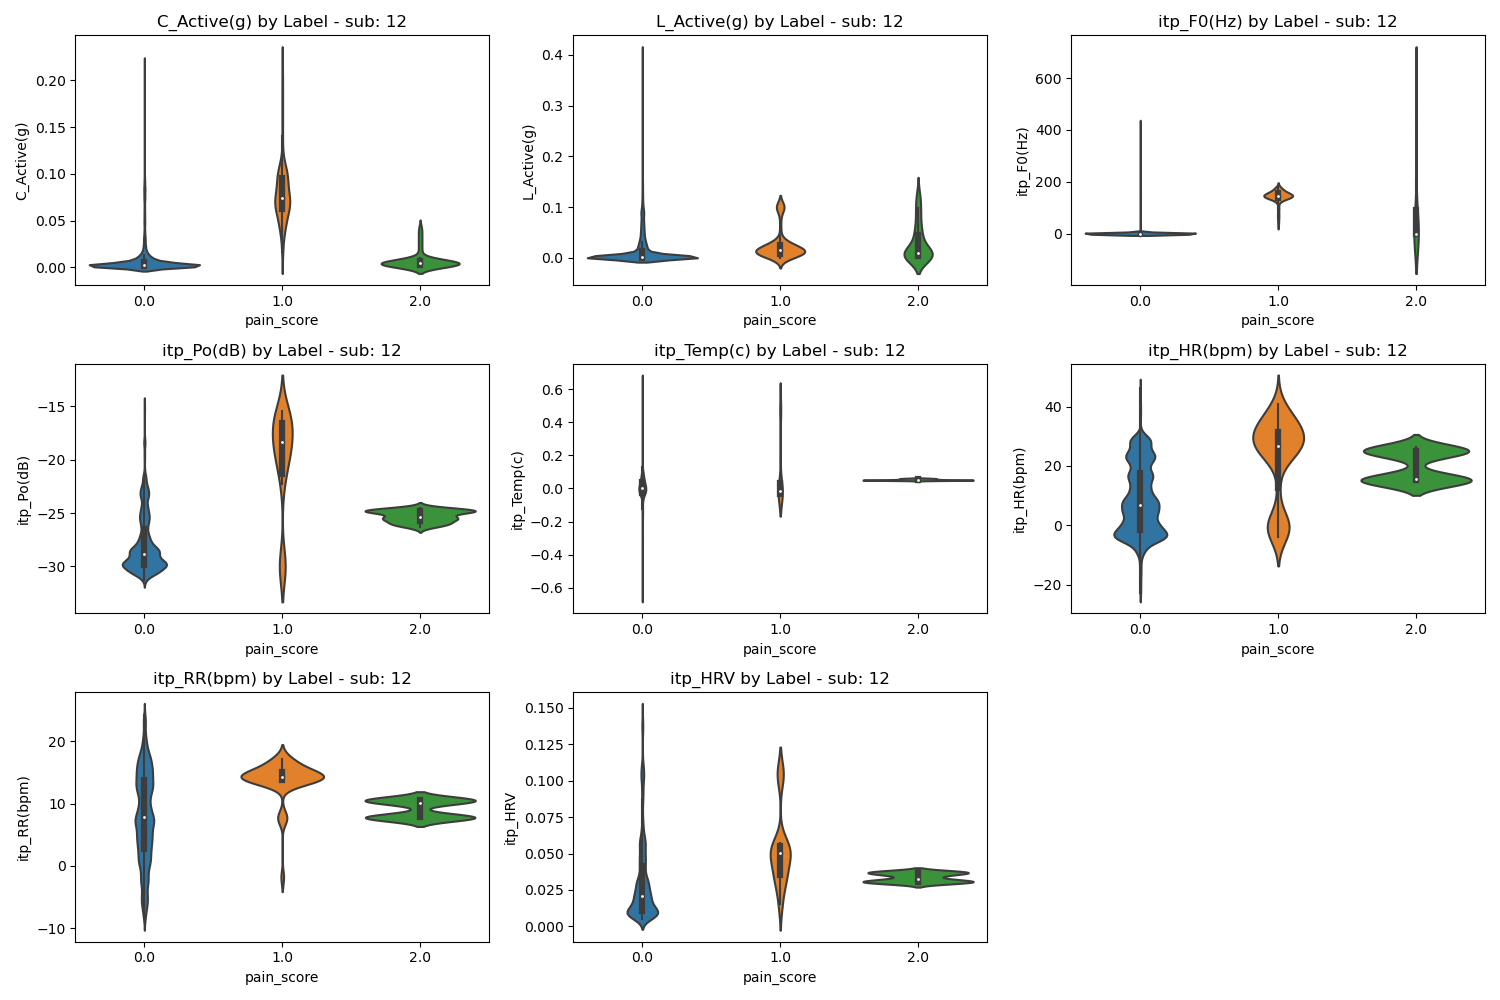 C_Active(g) by Label - sub: 12
L_Active(g) by Label - sub: 12
itp_F0(Hz) by Label - sub: 12
C_Active(g)
0.20
0.15
0.10
0.05
0.00
0.0 1.0 2.0
pain_score
L_Active(g)
0.4
0.3
0.2
0.1
0.0
0.0 1.0 2.0
pain_score
itp_F0(Hz)
600
400
200
0
0.0 1.0 2.0
pain_score
itp_Po(dB) by Label - sub: 12
itp_Temp(c) by Label - sub: 12
itp_HR(bpm) by Label - sub: 12
itp_Po(dB)
−15
−20
−25
−30
0.0 1.0 2.0
pain_score
itp_Temp(c)
0.6
0.4
0.2
0.0
−0.2
−0.4
−0.6
0.0 1.0 2.0
pain_score
itp_HR(bpm)
40
20
0
−20
0.0 1.0 2.0
pain_score
itp_RR(bpm) by Label - sub: 12
itp_HRV by Label - sub: 12
itp_RR(bpm)
20
10
0
−10
0.0 1.0 2.0
pain_score
itp_HRV
0.150
0.125
0.100
0.075
0.050
0.025
0.000
0.0 1.0 2.0
pain_score